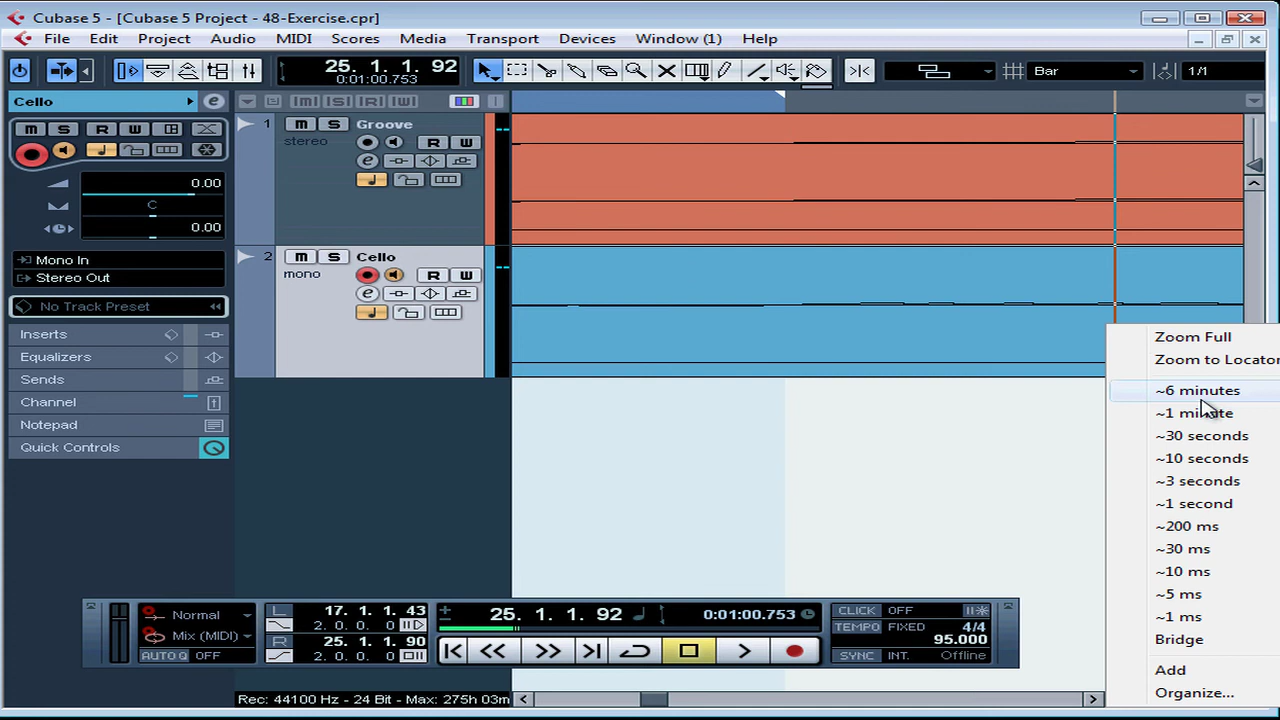 Cubase 5 - [Cubase 5 Project - 48-Exercise.cpr]
File Edit Project Audio MIDI Scores Media Transport Devices Window (1) Help
25. 1. 1. 92
0:01:00.753
Bar
1/1
Cello
M S R W
0.00
C
0.00
Mono In
Stereo Out
No Track Preset
Inserts
Equalizers
Sends
Channel
Notepad
Quick Controls
[M] [S] [R] [W]
1 M S Groove
stereo R W
2 M S Cello
mono R W
Zoom Full
Zoom to Locator
~6 minutes
~1 minute
~30 seconds
~10 seconds
~3 seconds
~1 second
~200 ms
~30 ms
~10 ms
~5 ms
~1 ms
Bridge
Add
Organize...
Normal
Mix (MIDI)
AUTO Q OFF
L 17. 1. 1. 43
2. 0. 0. 0
R 25. 1. 1. 90
2. 0. 0. 0
25. 1. 1. 92 0:01:00.753
CLICK OFF
TEMPO FIXED 4/4
95.000
SYNC INT. Offline
Rec: 44100 Hz - 24 Bit - Max: 275h 03m